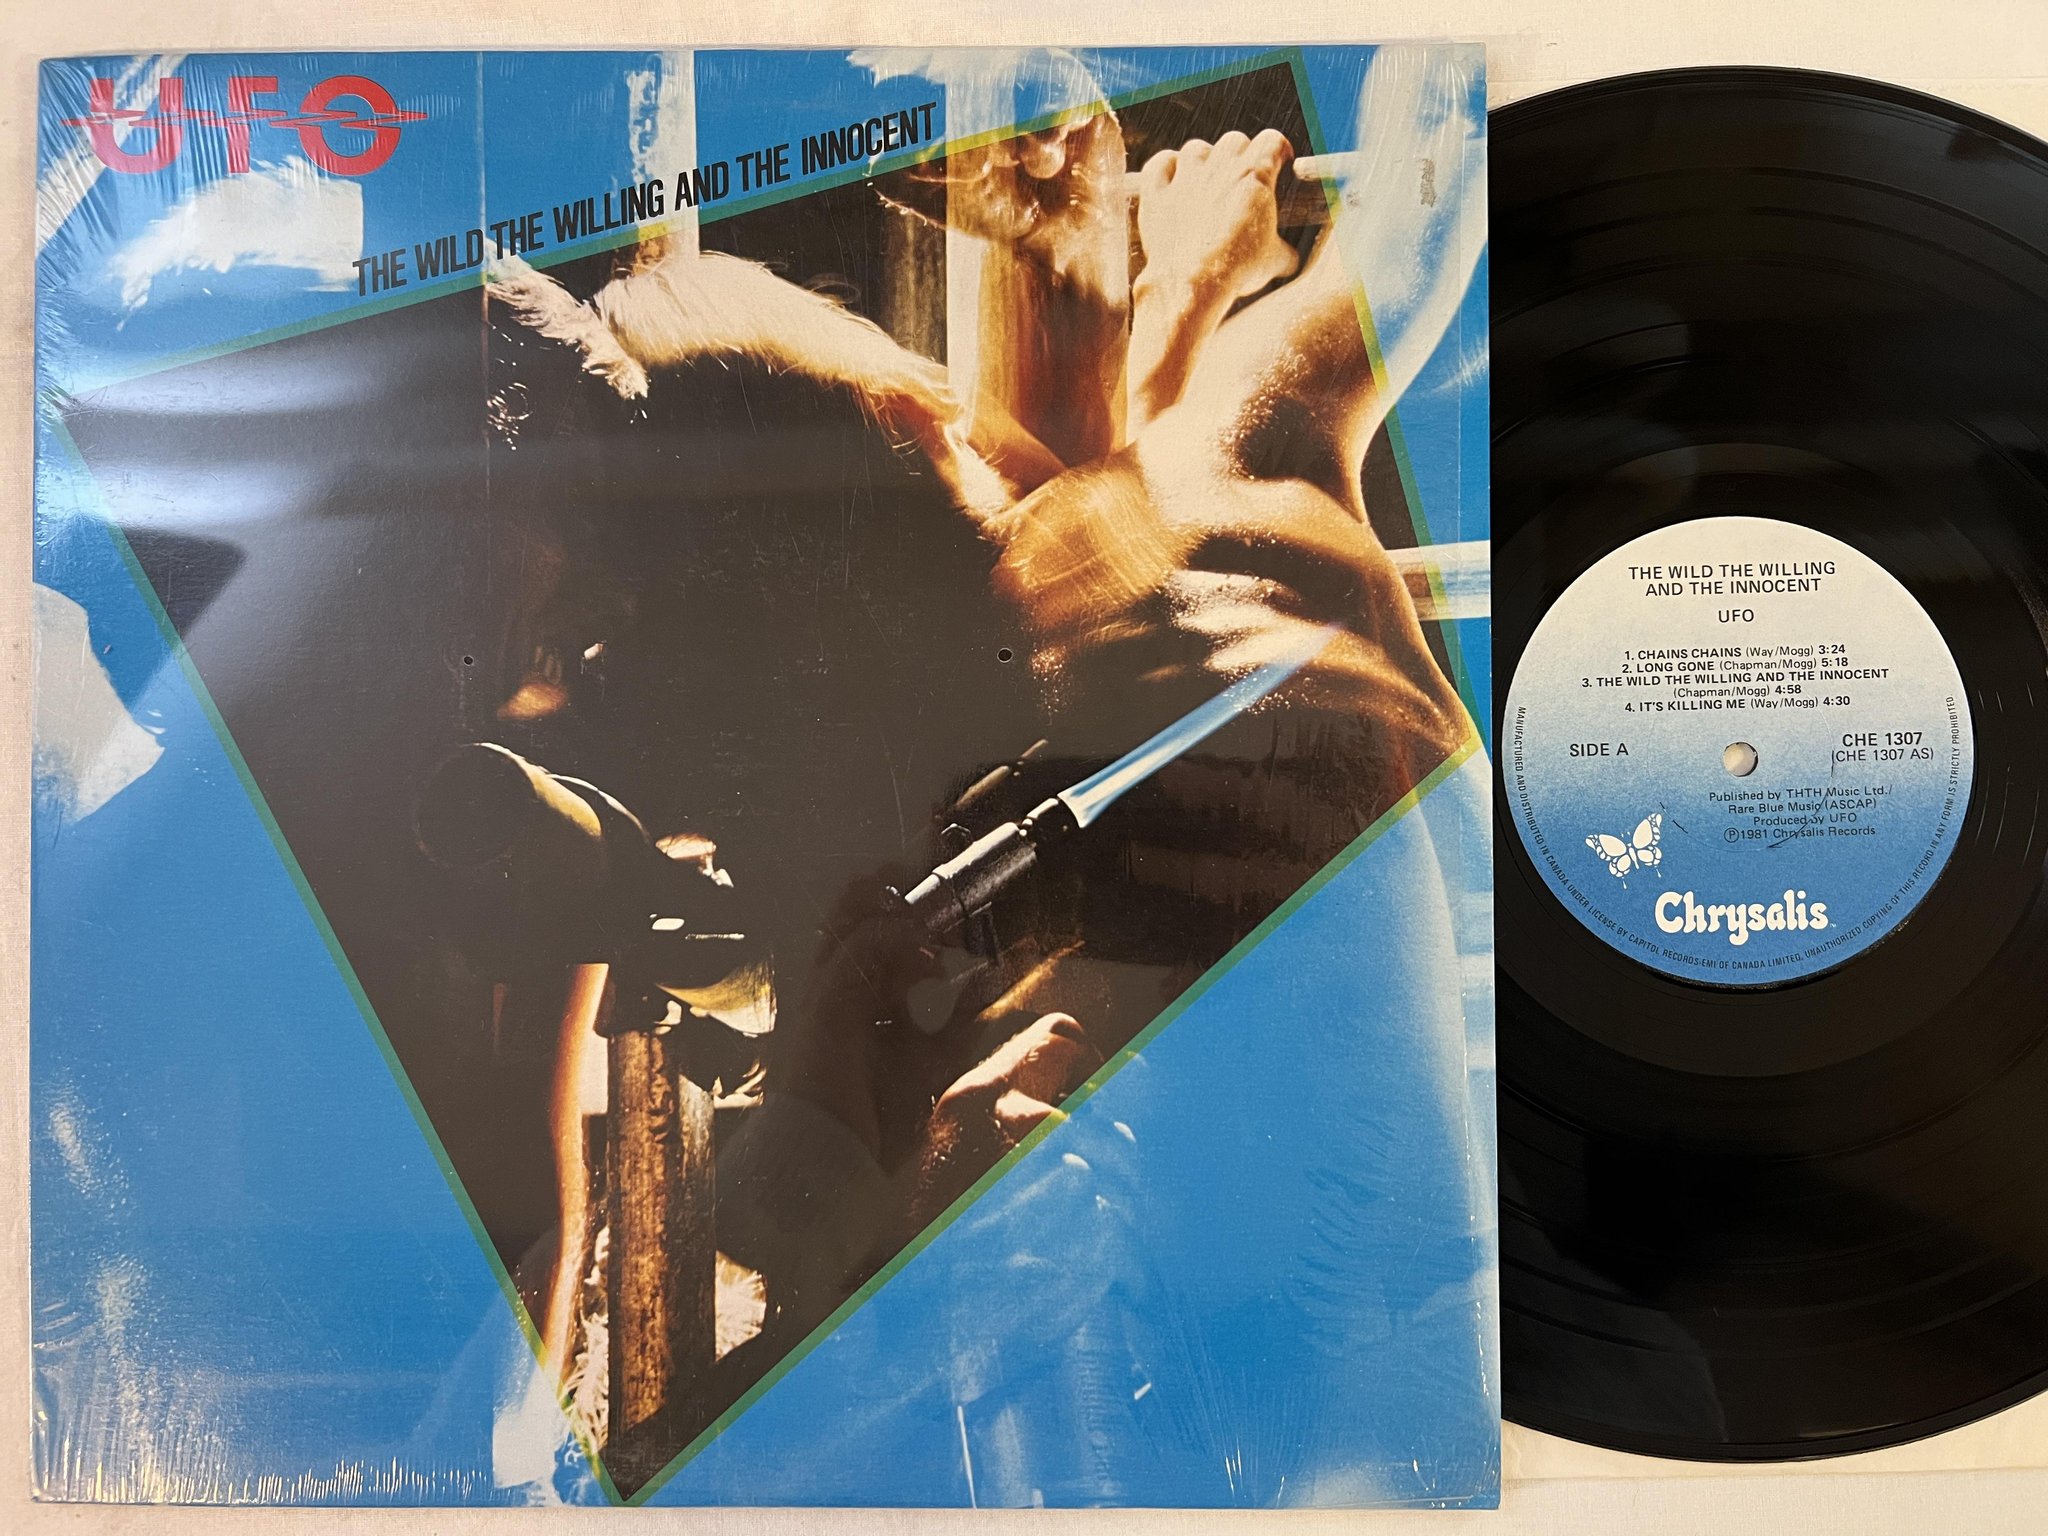 UFO
THE WILD THE WILLING AND THE INNOCENT
THE WILD THE WILLING
AND THE INNOCENT
UFO
1. CHAINS CHAINS (Way/Mogg) 3:24
2. LONG GONE (Chapman/Mogg) 5:18
3. THE WILD THE WILLING AND THE INNOCENT
(Chapman/Mogg) 4:58
4. IT'S KILLING ME (Way/Mogg) 4:30
SIDE A
CHE 1307
(CHE 1307 AS)
Published by THTH Music Ltd./
Rare Blue Music (ASCAP)
Produced by UFO
Ⓟ1981 Chrysalis Records
Chrysalis™
MANUFACTURED AND DISTRIBUTED IN CANADA UNDER LICENSE BY CAPITOL RECORDS-EMI OF CANADA LIMITED. UNAUTHORIZED COPYING OF THIS RECORD IN ANY FORM IS STRICTLY PROHIBITED